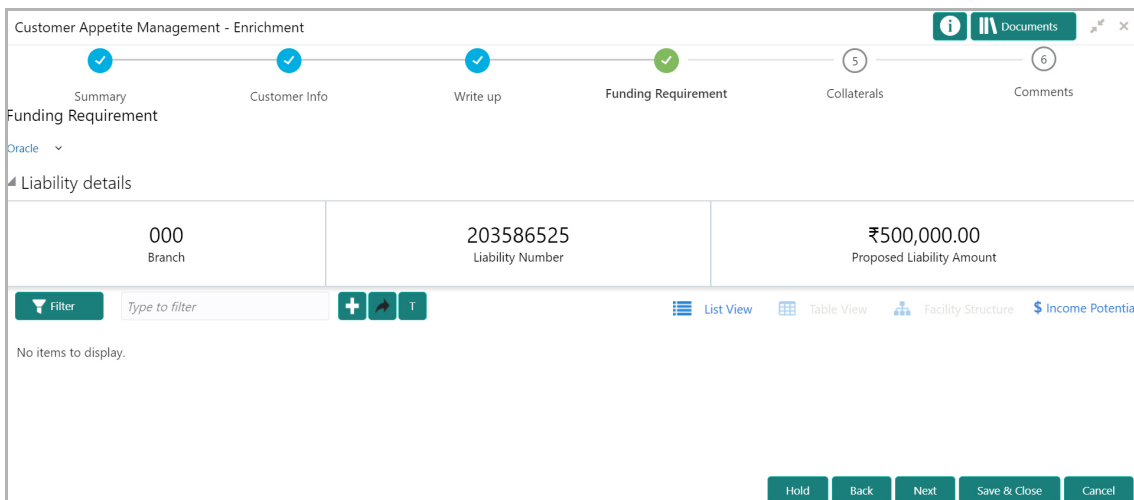 Customer Appetite Management - Enrichment
i Documents
5 6
Summary Customer Info Write up Funding Requirement Collaterals Comments
Funding Requirement
Oracle
Liability details
000 203586525 ₹500,000.00
Branch Liability Number Proposed Liability Amount
Filter Type to filter T List View Table View Facility Structure $ Income Potentia
No items to display.
Hold Back Next Save & Close Cancel